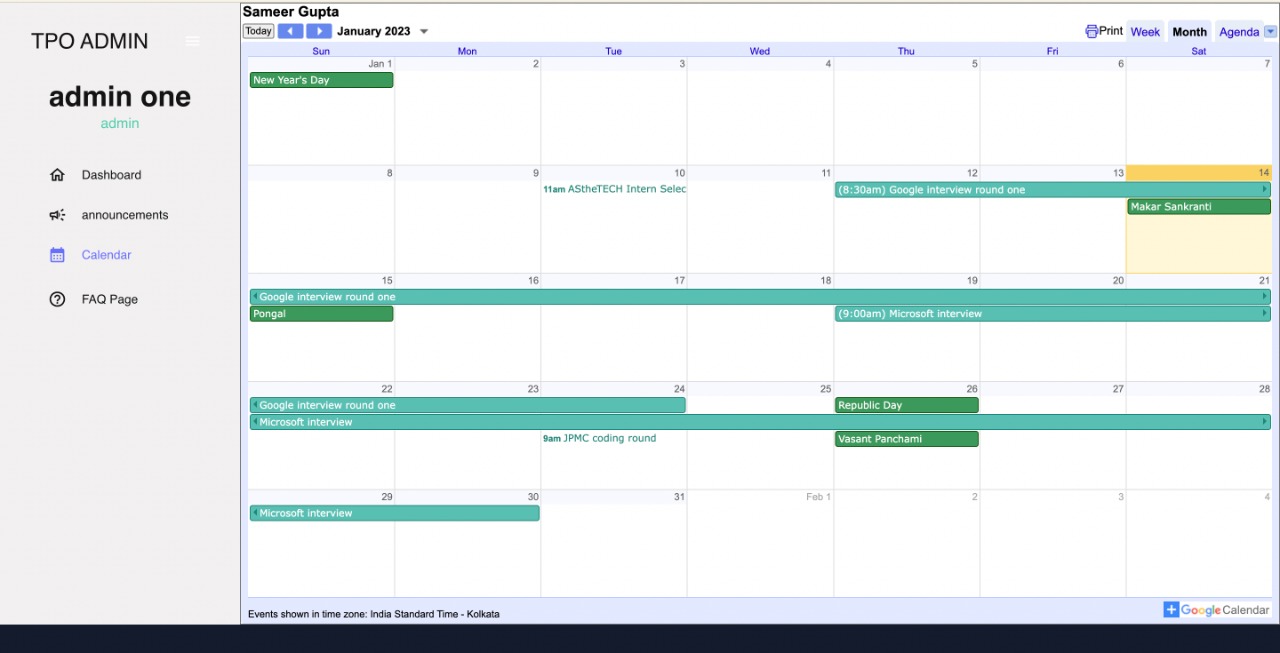 TPO ADMIN
admin one
admin
Dashboard
announcements
Calendar
FAQ Page
Sameer Gupta
Today January 2023 Print Week Month Agenda
Sun Mon Tue Wed Thu Fri Sat
Jan 1 2 3 4 5 6 7
New Year's Day
8 9 10 11 12 13 14
11am AStheTECH Intern Selec (8:30am) Google interview round one
Makar Sankranti
15 16 17 18 19 20 21
Google interview round one
Pongal (9:00am) Microsoft interview
22 23 24 25 26 27 28
Google interview round one Republic Day
Microsoft interview
9am JPMC coding round Vasant Panchami
29 30 31 Feb 1 2 3 4
Microsoft interview
Events shown in time zone: India Standard Time - Kolkata
Google Calendar